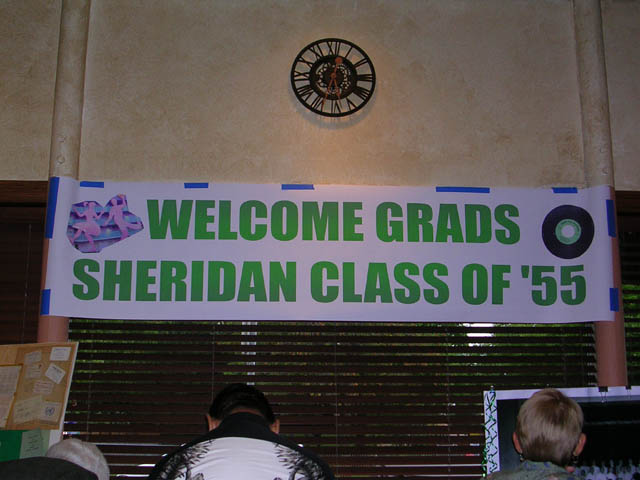 WELCOME GRADS
SHERIDAN CLASS OF '55